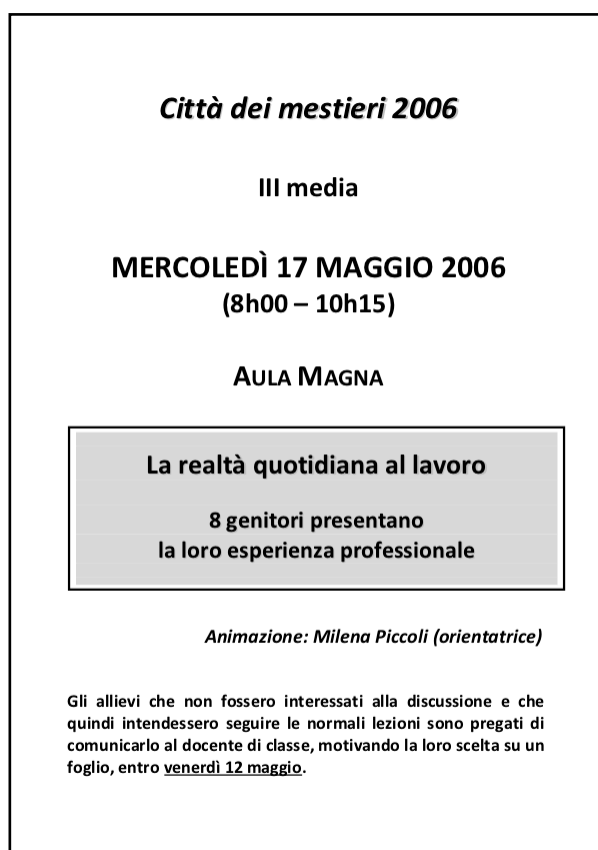 Città dei mestieri 2006
III media
MERCOLEDÌ 17 MAGGIO 2006
(8h00 – 10h15)
AULA MAGNA
La realtà quotidiana al lavoro
8 genitori presentano
la loro esperienza professionale
Animazione: Milena Piccoli (orientatrice)
Gli allievi che non fossero interessati alla discussione e che
quindi intendessero seguire le normali lezioni sono pregati di
comunicarlo al docente di classe, motivando la loro scelta su un
foglio, entro venerdì 12 maggio.